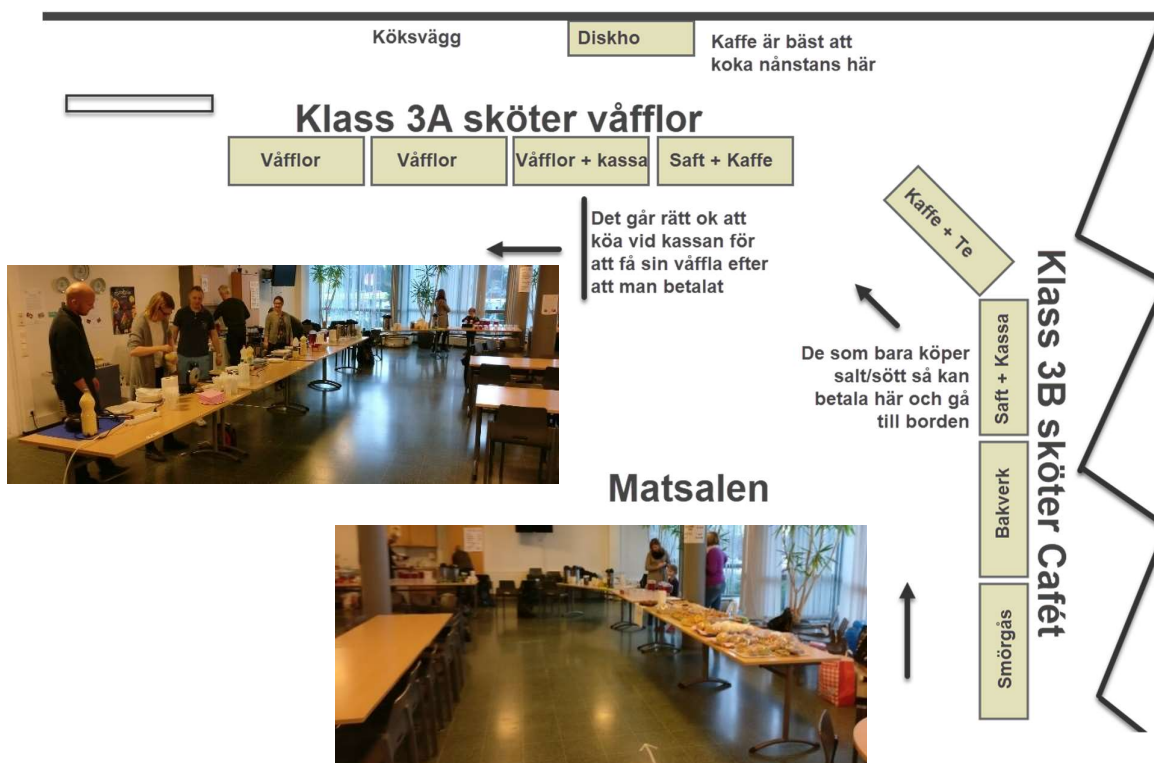 Köksvägg
Diskho
Kaffe är bäst att
koka nånstans här
Klass 3A sköter våfflor
Våfflor
Våfflor
Våfflor + kassa
Saft + Kaffe
Det går rätt ok att
köa vid kassan för
att få sin våffla efter
att man betalat
Kaffe + Te
Klass 3B sköter Cafét
Saft + Kassa
De som bara köper
salt/sött så kan
betala här och gå
till borden
Bakverk
Matsalen
Smörgås